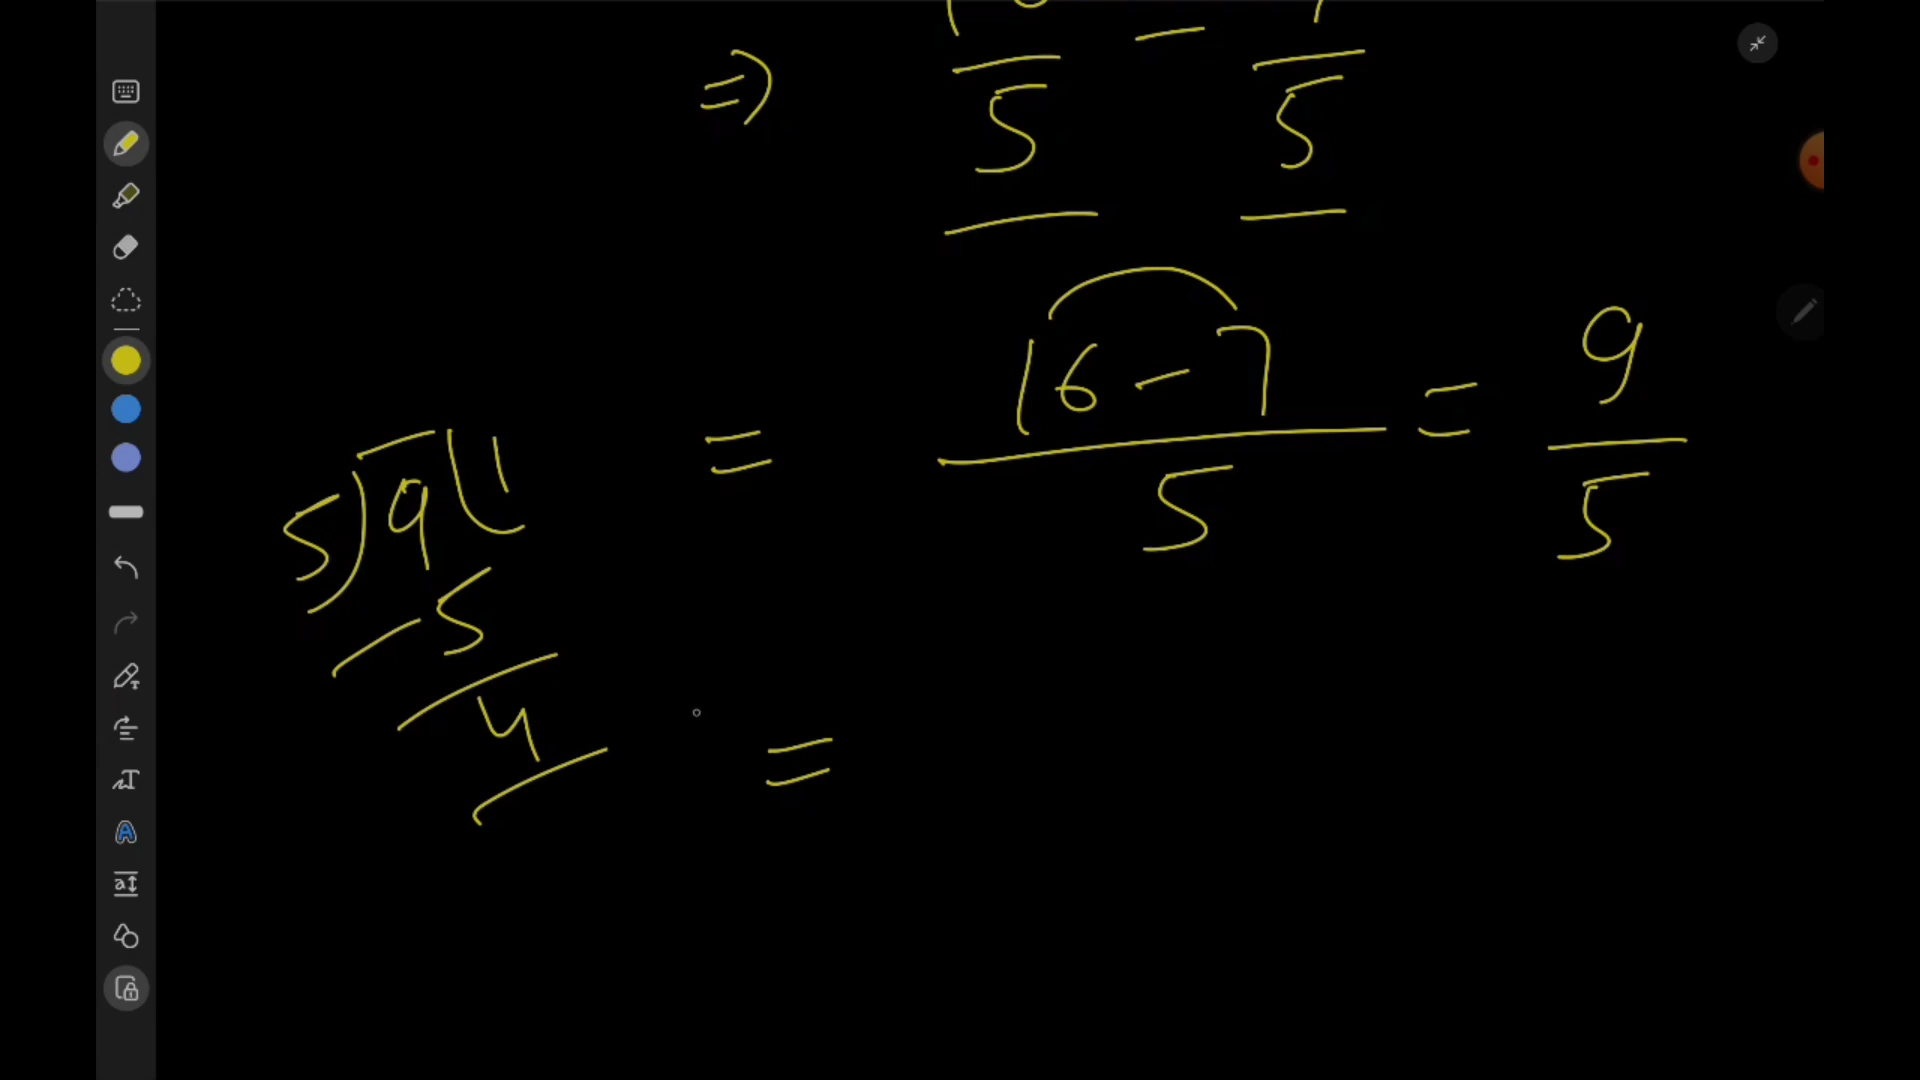 ⇒ 5 − 5
16 − 7 = 9
= 5 5
5)9(1
−5
4
=